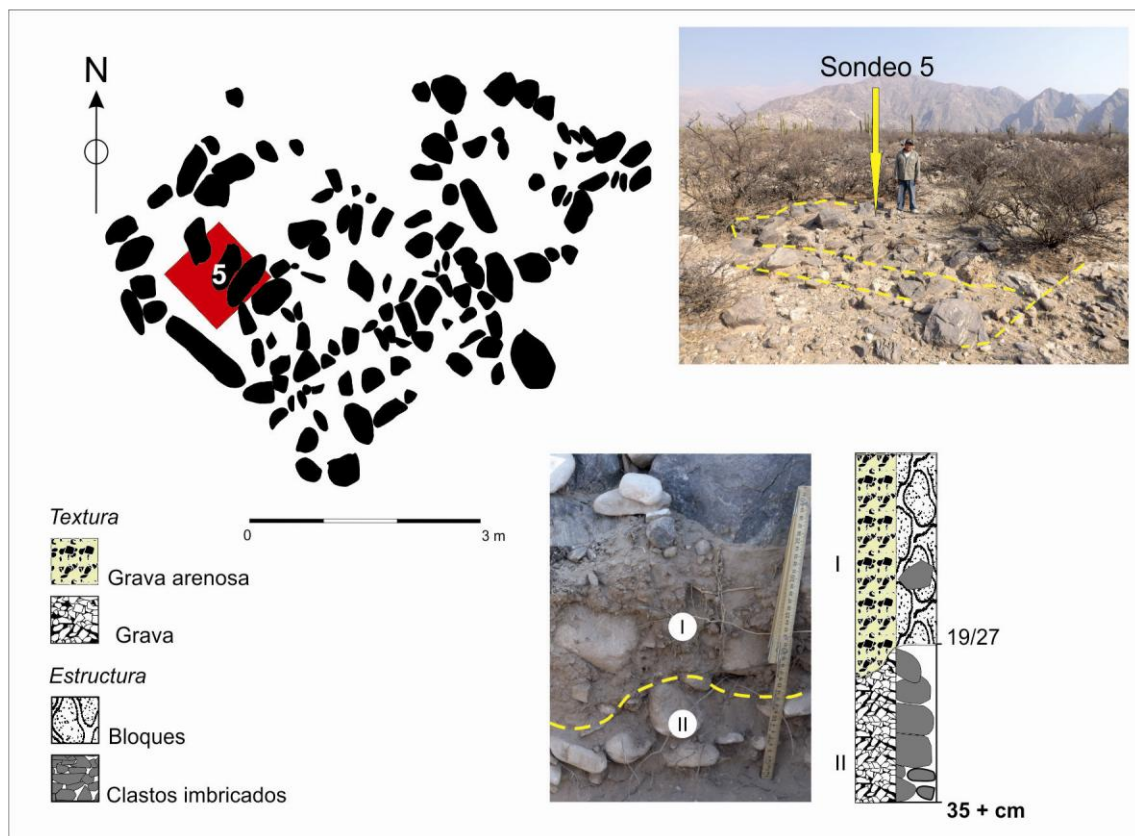 N
5
Sondeo 5
0
3 m
Textura
Grava arenosa
Grava
Estructura
Bloques
Clastos imbricados
I
II
I
19/27
II
35 + cm